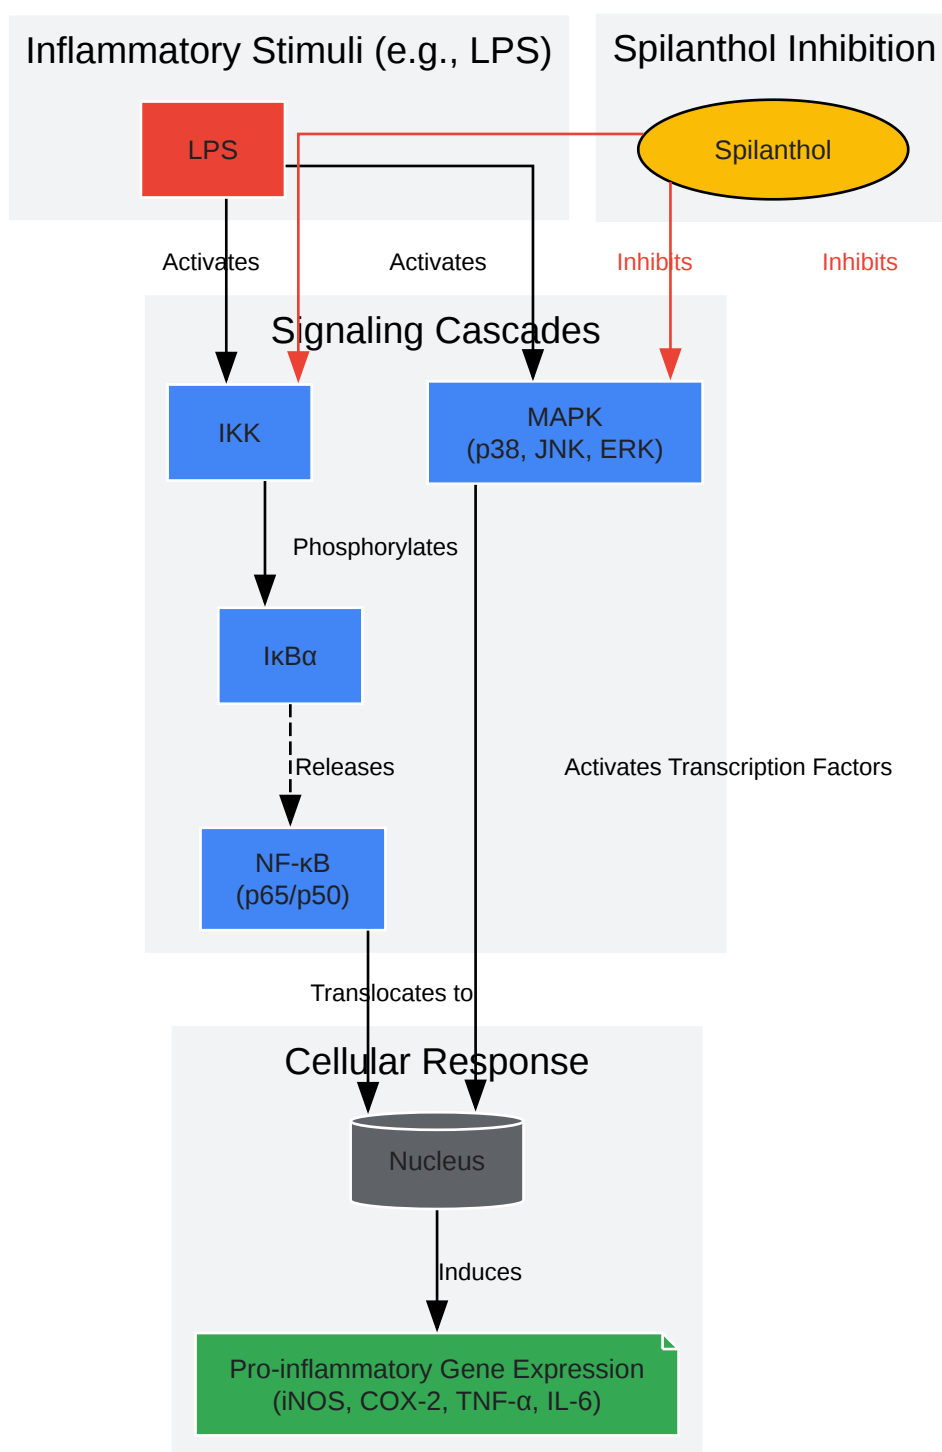 Inflammatory Stimuli (e.g., LPS)
Spilanthol Inhibition
LPS
Spilanthol
Activates
Activates
Inhibits
Inhibits
Signaling Cascades
IKK
MAPK
(p38, JNK, ERK)
Phosphorylates
IκBα
Releases
Activates Transcription Factors
NF-κB
(p65/p50)
Translocates to
Cellular Response
Nucleus
Induces
Pro-inflammatory Gene Expression
(iNOS, COX-2, TNF-α, IL-6)